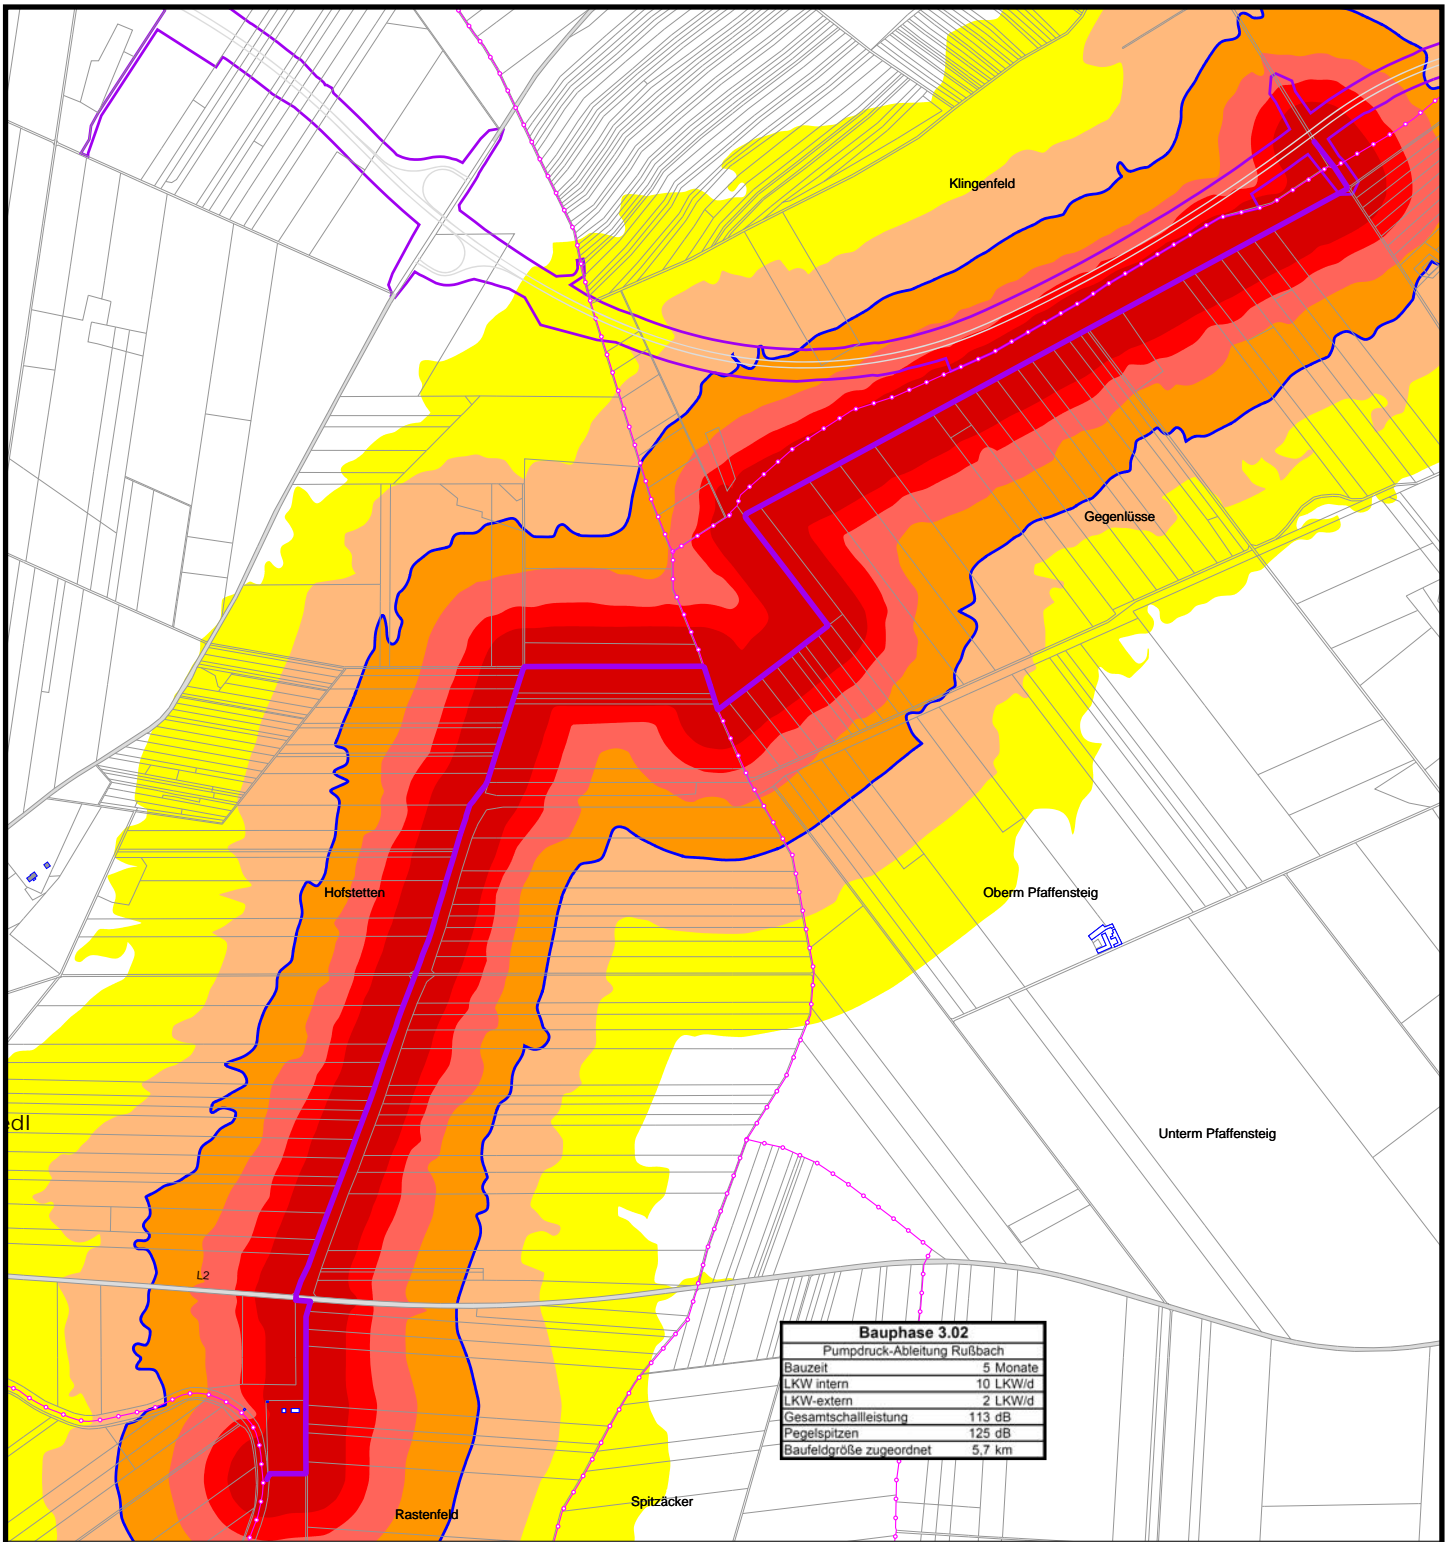 Klingenfeld
Gegenlüsse
Hofstetten
Oberm Pfaffensteig
edl
Unterm Pfaffensteig
L2
Bauphase 3.02
Pumpdruck-Ableitung Rußbach
Bauzeit 5 Monate
LKW intern 10 LKW/d
LKW-extern 2 LKW/d
Gesamtschallleistung 113 dB
Pegelspitzen 125 dB
Baufeldgröße zugeordnet 5,7 km
Spitzäcker
Rastenfeld